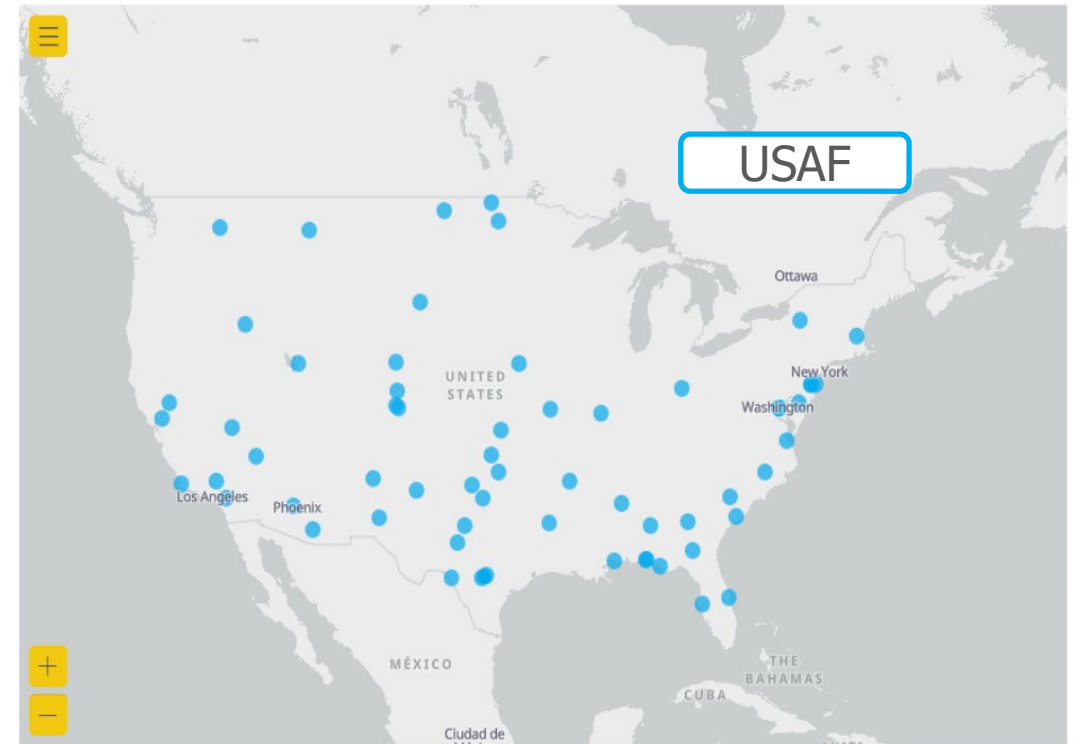 USAF
Ottawa
New York
UNITED
STATES
Washington
Los Angeles
Phoenix
MÉXICO
THE
BAHAMAS
CUBA
Ciudad de